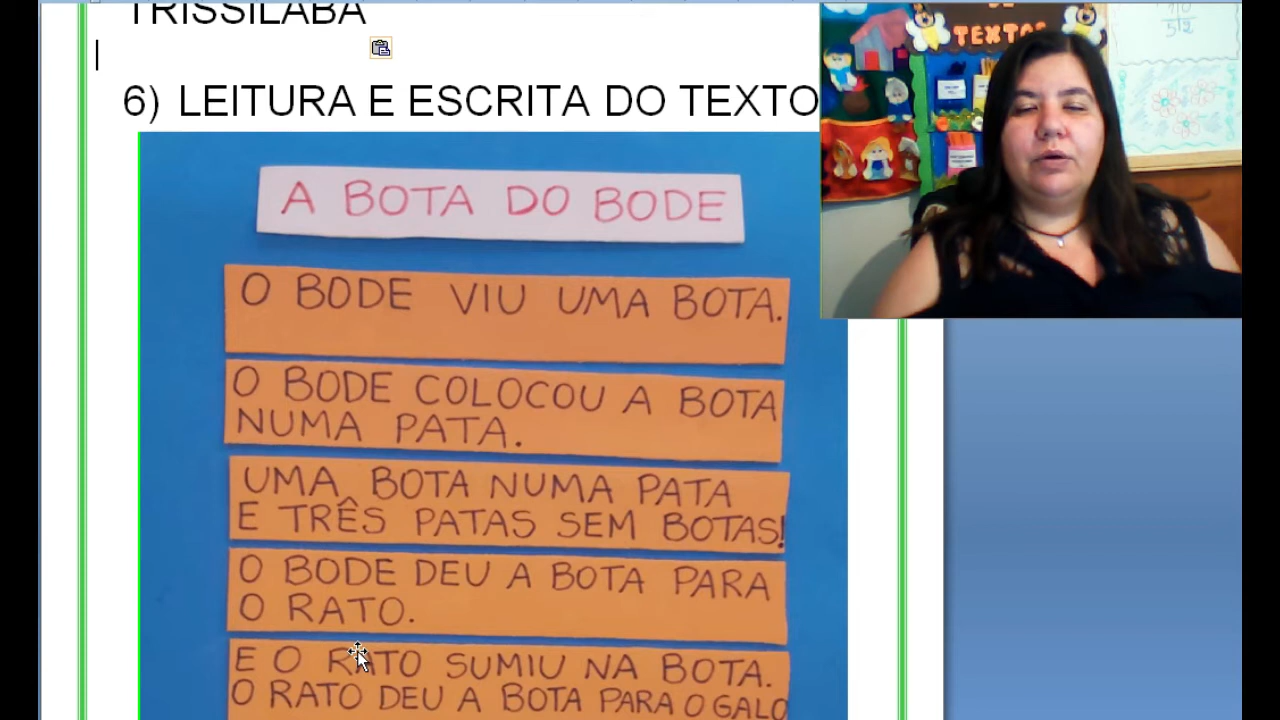 TRISSÍLABA
6) LEITURA E ESCRITA DO TEXTO
A BOTA DO BODE
O BODE VIU UMA BOTA.
O BODE COLOCOU A BOTA
NUMA PATA.
UMA BOTA NUMA PATA
E TRÊS PATAS SEM BOTAS!
O BODE DEU A BOTA PARA
O RATO.
E O RATO SUMIU NA BOTA.
O RATO DEU A BOTA PARA O GALO
DE
TEXTOS